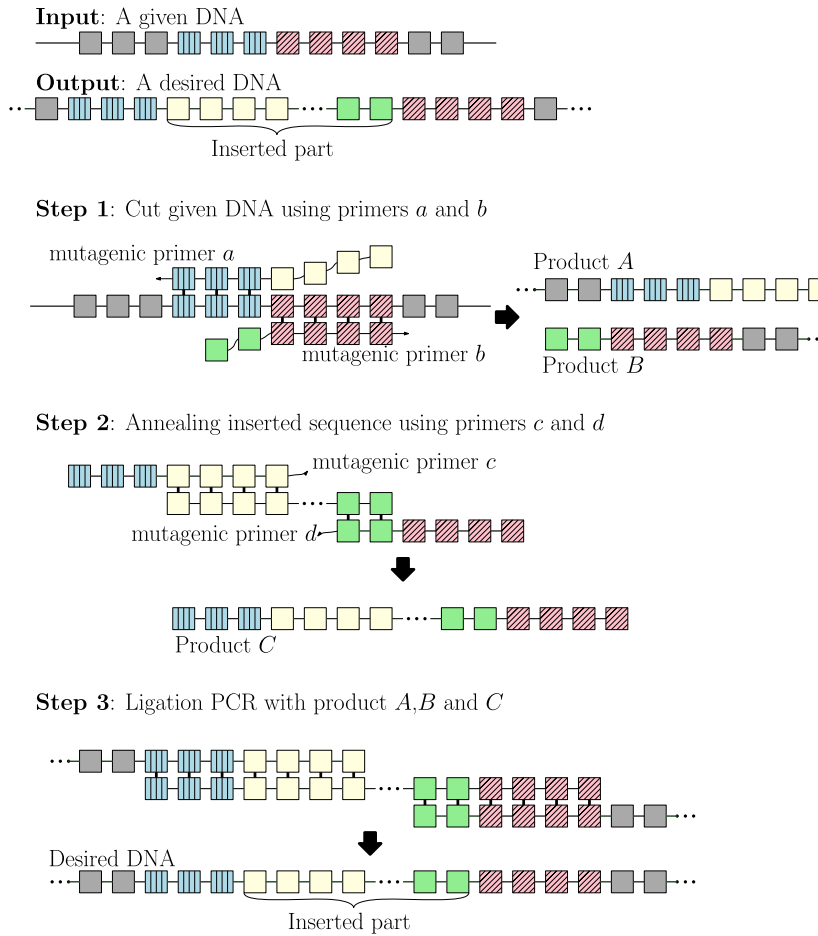 Input: A given DNA
Output: A desired DNA
Inserted part
Step 1: Cut given DNA using primers a and b
mutagenic primer a
Product A
mutagenic primer b
Product B
Step 2: Annealing inserted sequence using primers c and d
mutagenic primer c
mutagenic primer d
Product C
Step 3: Ligation PCR with product A,B and C
Desired DNA
Inserted part